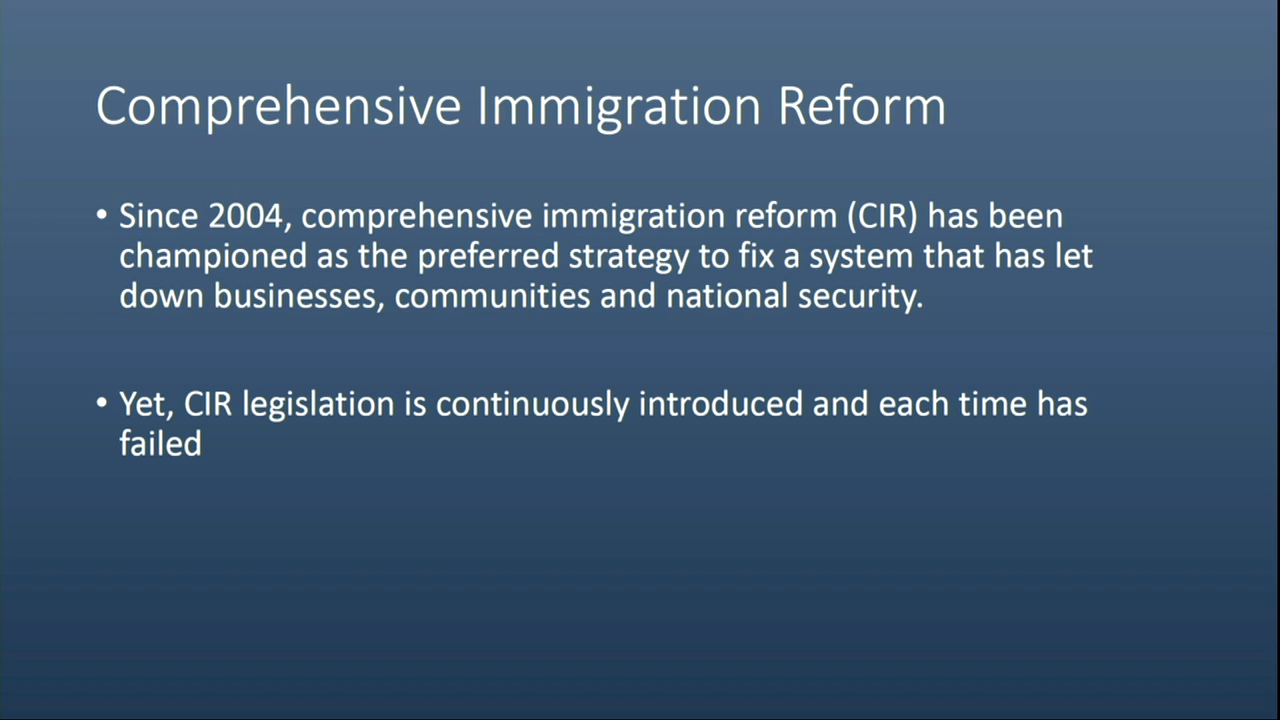 Comprehensive Immigration Reform
• Since 2004, comprehensive immigration reform (CIR) has been
championed as the preferred strategy to fix a system that has let
down businesses, communities and national security.
• Yet, CIR legislation is continuously introduced and each time has
failed